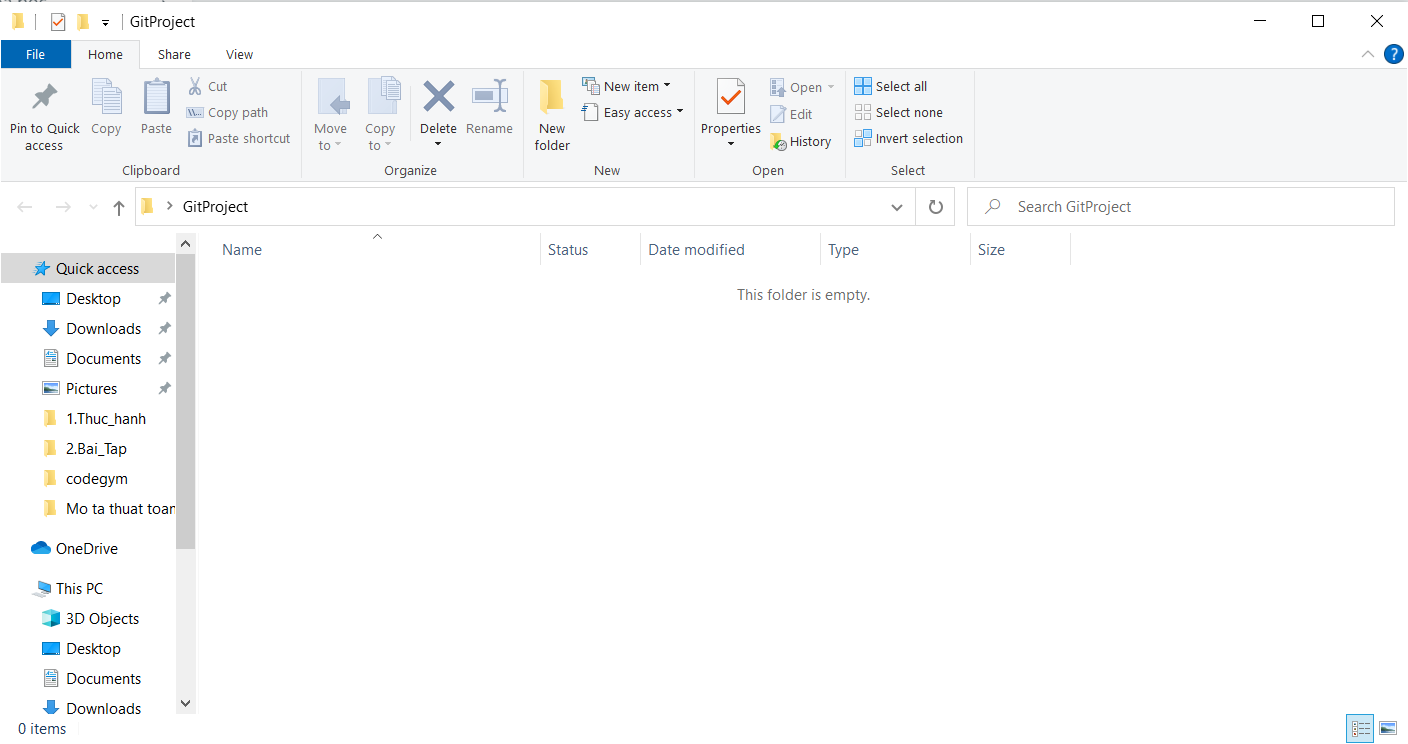 GitProject
File Home Share View
Pin to Quick access
Copy
Paste
Cut
Copy path
Paste shortcut
Clipboard
Move to
Copy to
Delete
Rename
Organize
New folder
New item
Easy access
New
Properties
Open
Edit
History
Open
Select all
Select none
Invert selection
Select
GitProject
Search GitProject
Name Status Date modified Type Size
This folder is empty.
Quick access
Desktop
Downloads
Documents
Pictures
1.Thuc_hanh
2.Bai_Tap
codegym
Mo ta thuat toan
OneDrive
This PC
3D Objects
Desktop
Documents
Downloads
0 items